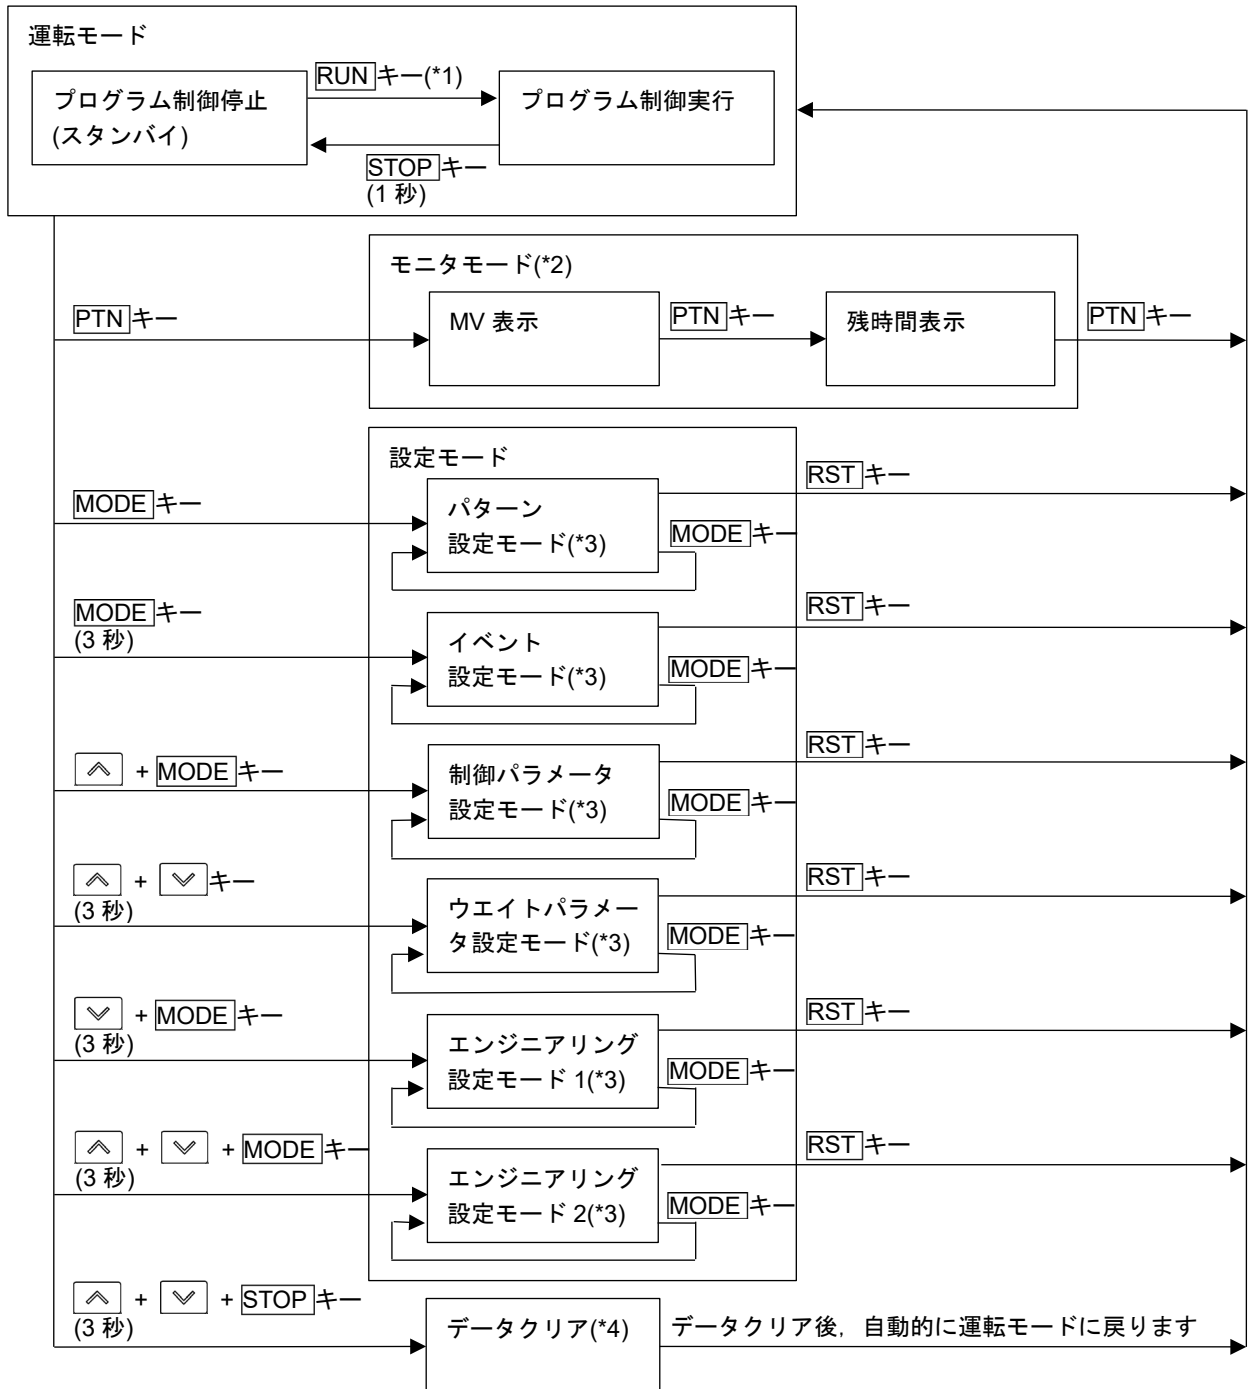 運転モード
プログラム制御停止
(スタンバイ)
RUN キー(*1)
STOP キー
(1 秒)
プログラム制御実行
モニタモード(*2)
PTN キー
MV 表示
PTN キー
残時間表示
PTN キー
設定モード
MODE キー
パターン
設定モード(*3)
MODE キー
RST キー
MODE キー
(3 秒)
イベント
設定モード(*3)
MODE キー
RST キー
+ MODE キー
制御パラメータ
設定モード(*3)
MODE キー
RST キー
+ キー
(3 秒)
ウエイトパラメー
タ設定モード(*3)
MODE キー
RST キー
+ MODE キー
(3 秒)
エンジニアリング
設定モード 1(*3)
MODE キー
RST キー
+ + MODE キー
(3 秒)
エンジニアリング
設定モード 2(*3)
MODE キー
RST キー
+ + STOP キー
(3 秒)
データクリア(*4)
データクリア後，自動的に運転モードに戻ります